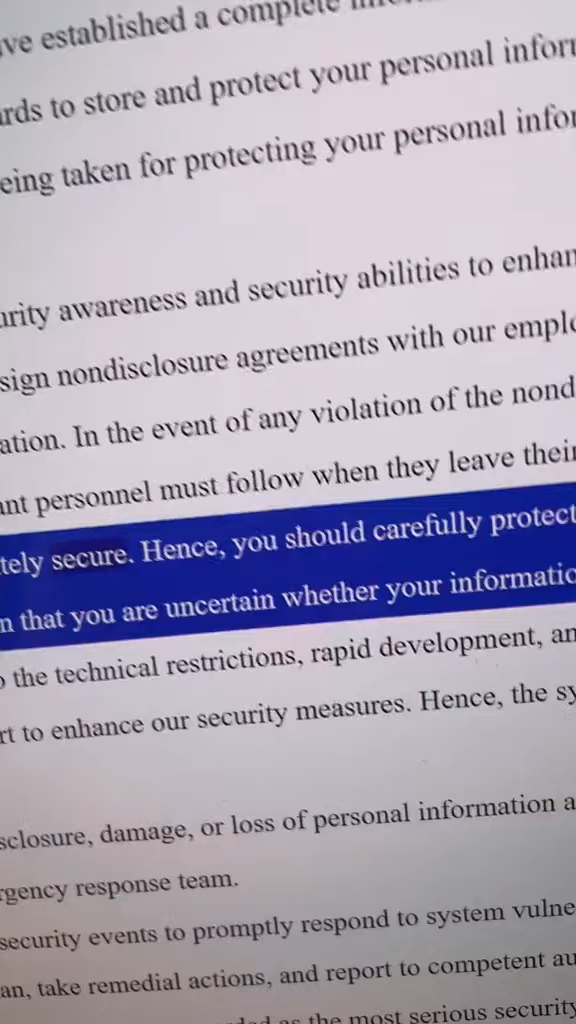 ve established a complete
rds to store and protect your personal infor
eing taken for protecting your personal infor
urity awareness and security abilities to enhan
sign nondisclosure agreements with our emplo
ation. In the event of any violation of the nond
ant personnel must follow when they leave their
tely secure. Hence, you should carefully protect
n that you are uncertain whether your informatio
o the technical restrictions, rapid development, an
rt to enhance our security measures. Hence, the sy
sclosure, damage, or loss of personal information a
rgency response team.
security events to promptly respond to system vulne
an, take remedial actions, and report to competent au
as the most serious security